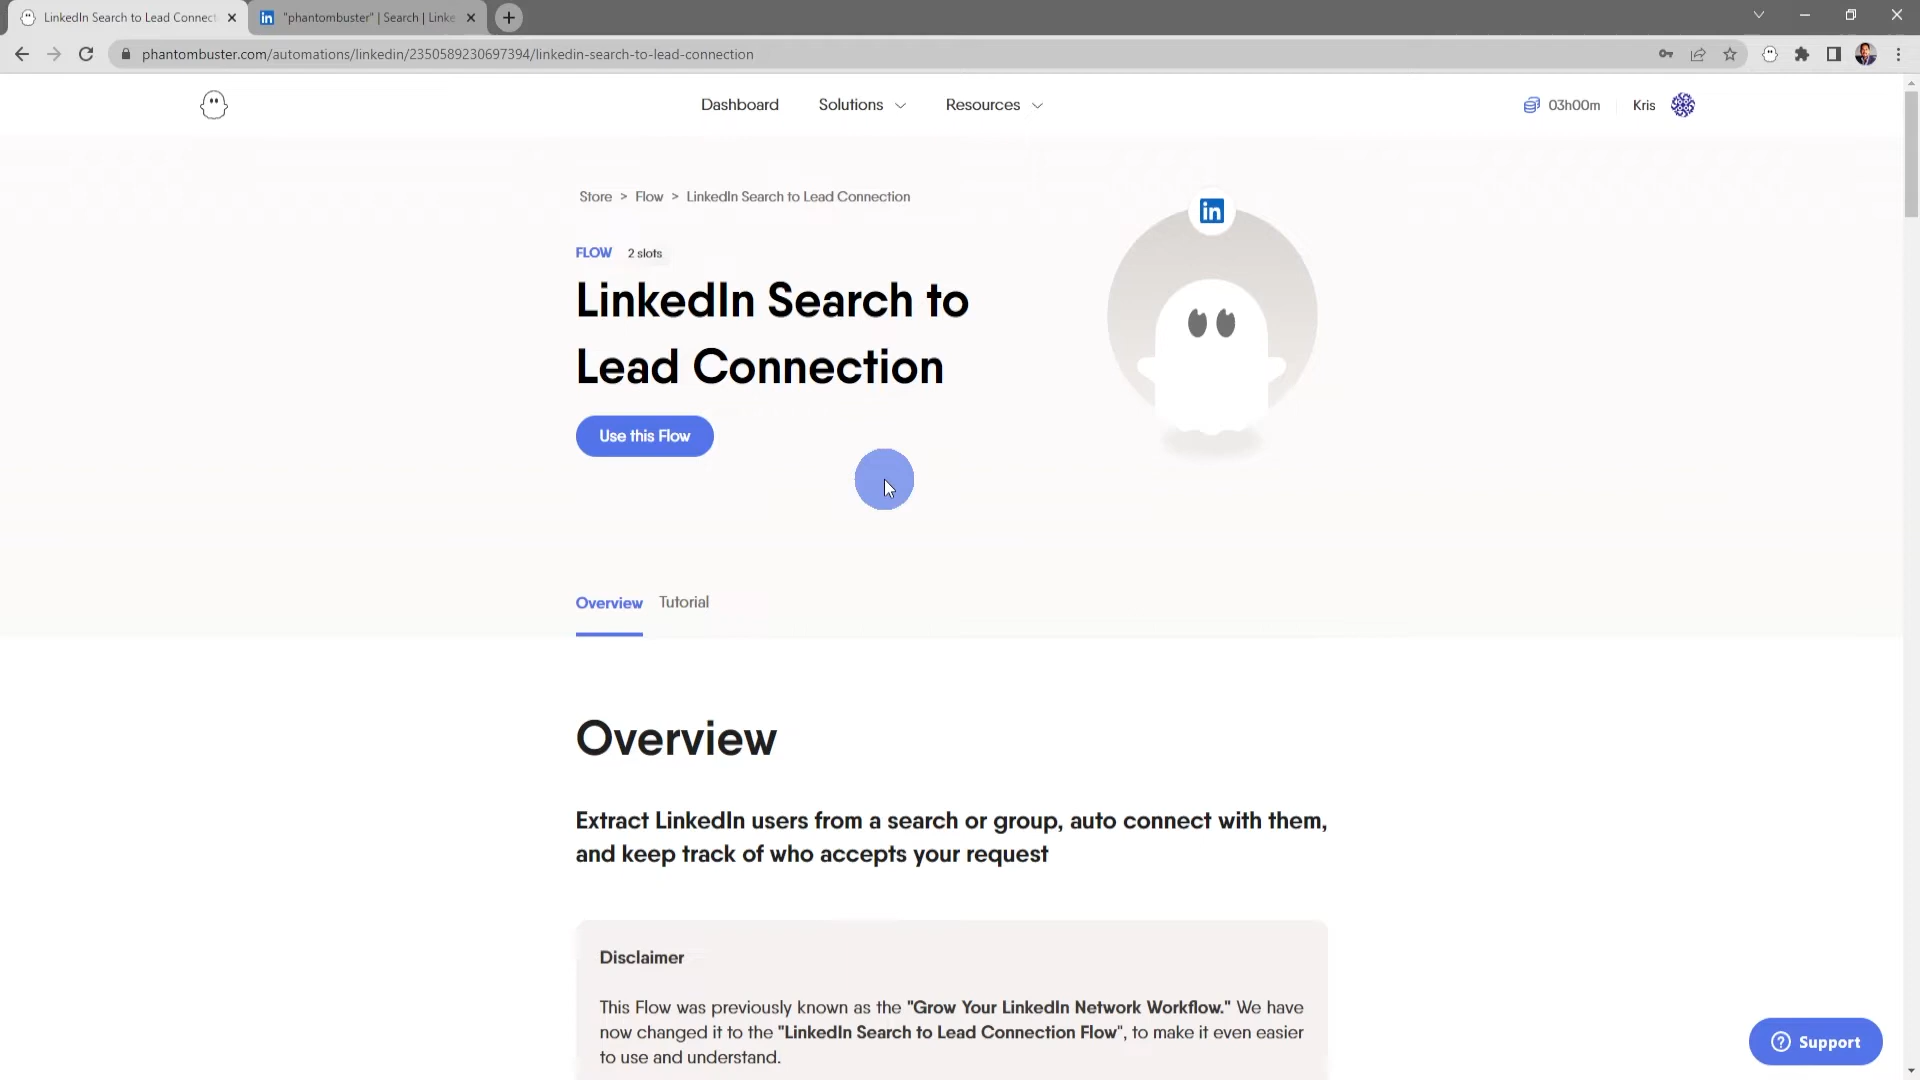 LinkedIn Search to Lead Connect
"phantombuster" | Search | Linke
phantombuster.com/automations/linkedin/2350589230697394/linkedin-search-to-lead-connection
Dashboard
Solutions
Resources
03h00m
Kris
Store > Flow > LinkedIn Search to Lead Connection
in
FLOW 2 slots
LinkedIn Search to
Lead Connection
Use this Flow
Overview
Tutorial
Overview
Extract LinkedIn users from a search or group, auto connect with them,
and keep track of who accepts your request
Disclaimer
This Flow was previously known as the "Grow Your LinkedIn Network Workflow." We have
now changed it to the "LinkedIn Search to Lead Connection Flow", to make it even easier
to use and understand.
Support